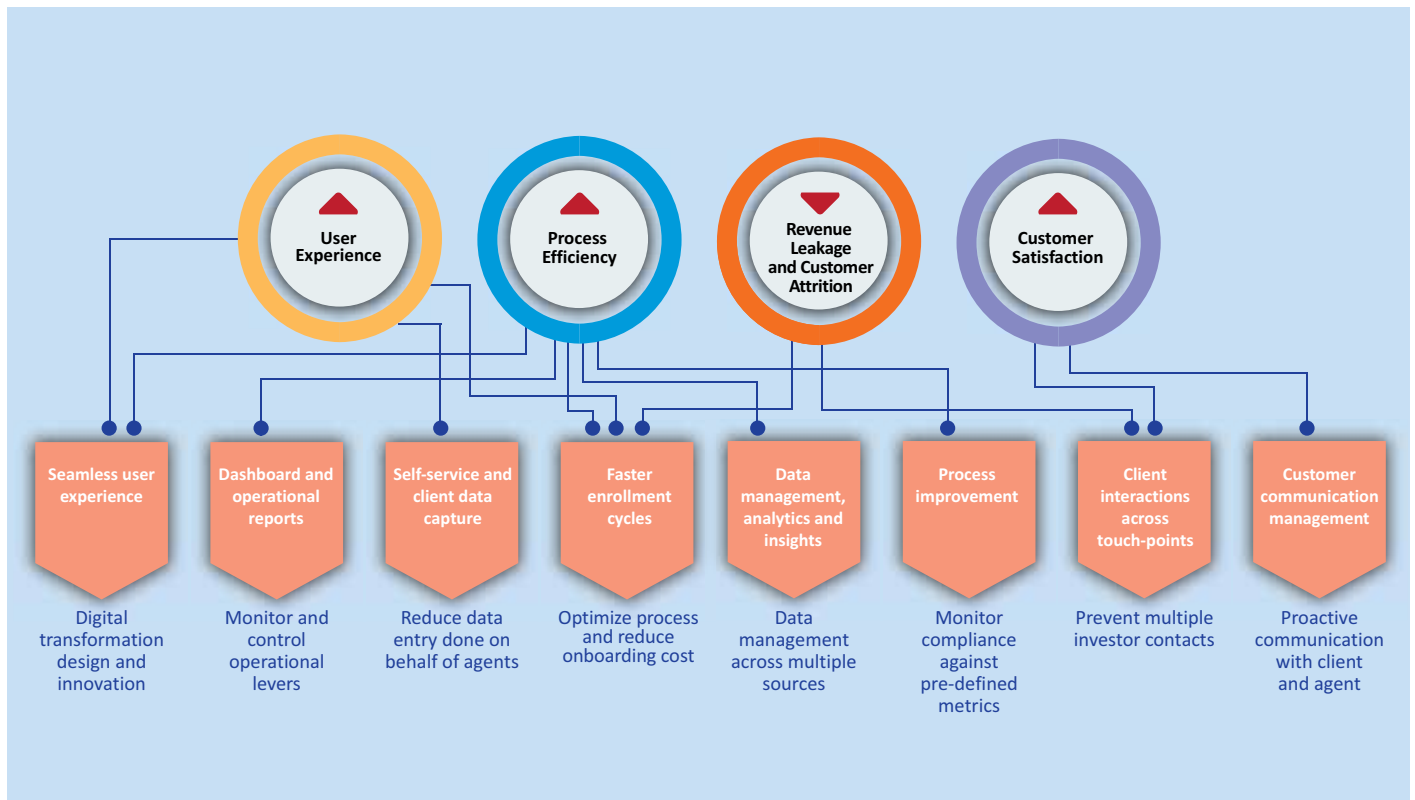 User
Experience
Process
Efficiency
Revenue
Leakage
and Customer
Attrition
Customer
Satisfaction
Seamless user
experience
Dashboard and
operational
reports
Self-service and
client data
capture
Faster
enrollment
cycles
Data
management,
analytics and
insights
Process
improvement
Client
interactions
across
touch-points
Customer
communication
management
Digital
transformation
design and
innovation
Monitor and
control
operational
levers
Reduce data
entry done on
behalf of agents
Optimize process
and reduce
onboarding cost
Data
management
across multiple
sources
Monitor
compliance
against
pre-defined
metrics
Prevent multiple
investor contacts
Proactive
communication
with client
and agent